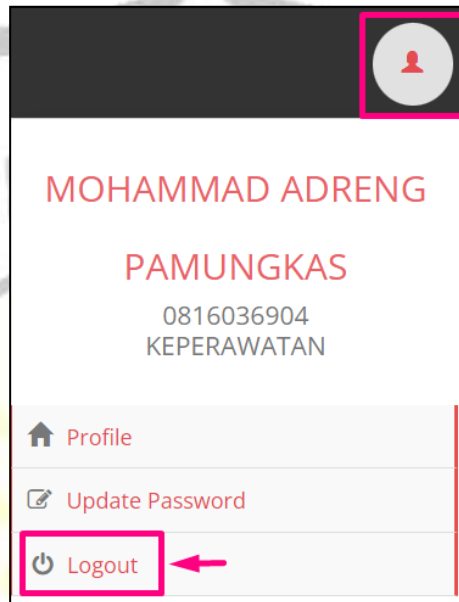 MOHAMMAD ADRENG
PAMUNGKAS
0816036904
KEPERAWATAN
Profile
Update Password
Logout